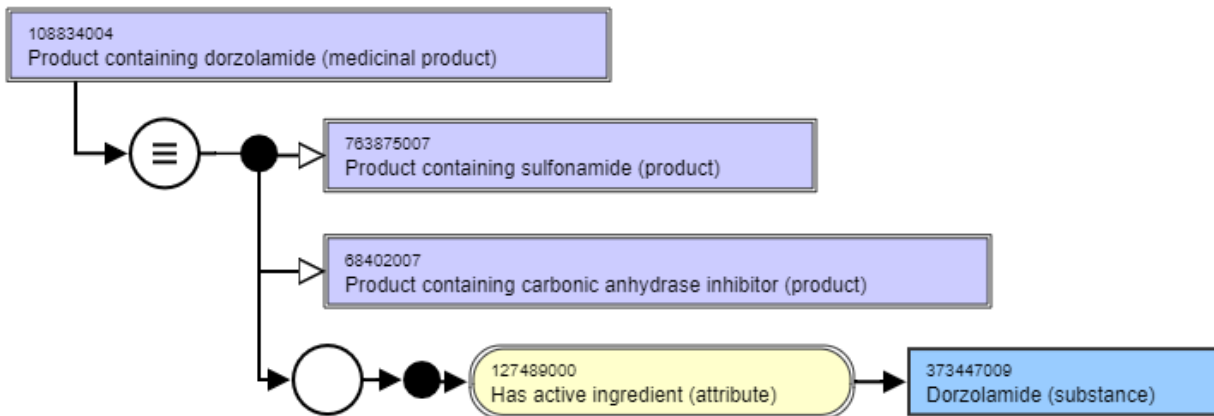 108834004
Product containing dorzolamide (medicinal product)
763875007
Product containing sulfonamide (product)
68402007
Product containing carbonic anhydrase inhibitor (product)
127489000
Has active ingredient (attribute)
373447009
Dorzolamide (substance)